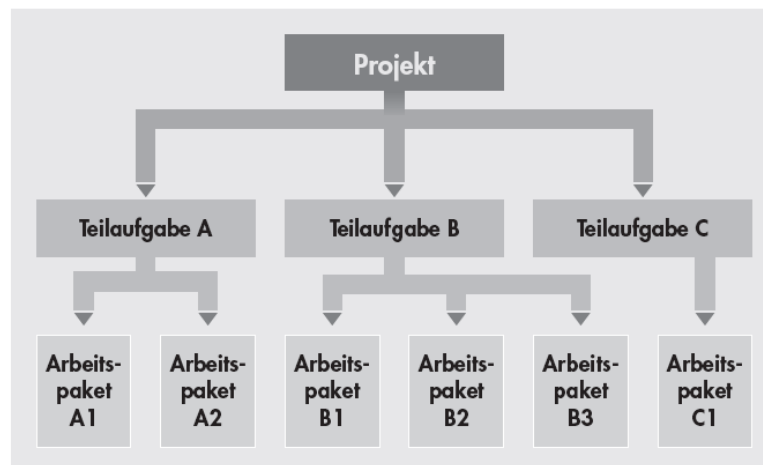 Projekt
Teilaufgabe A
Teilaufgabe B
Teilaufgabe C
Arbeits-
paket
A1
Arbeits-
paket
A2
Arbeits-
paket
B1
Arbeits-
paket
B2
Arbeits-
paket
B3
Arbeits-
paket
C1